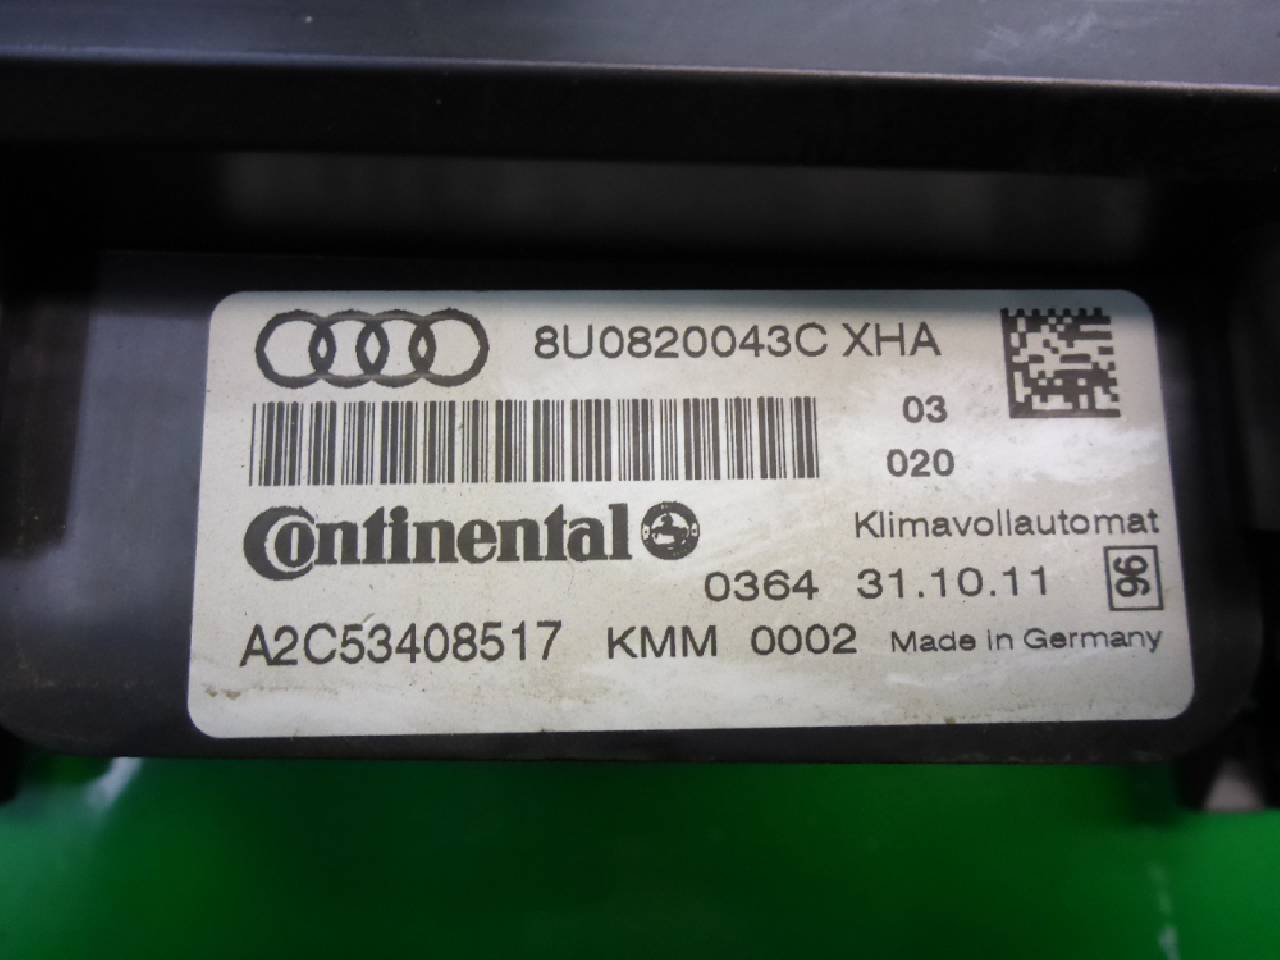 8U0820043C XHA
03
020
Continental
Klimavollautomat
0364 31.10.11 96
A2C53408517 KMM 0002 Made in Germany